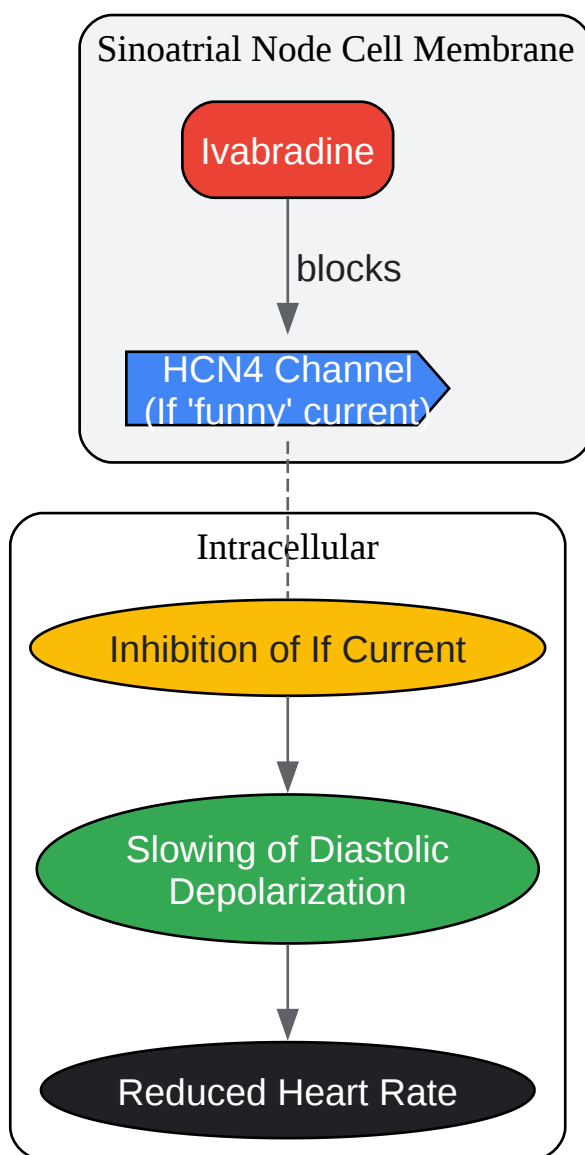 Sinoatrial Node Cell Membrane
Ivabradine
blocks
HCN4 Channel
(If 'funny' current)
Intracellular
Inhibition of If Current
Slowing of Diastolic
Depolarization
Reduced Heart Rate